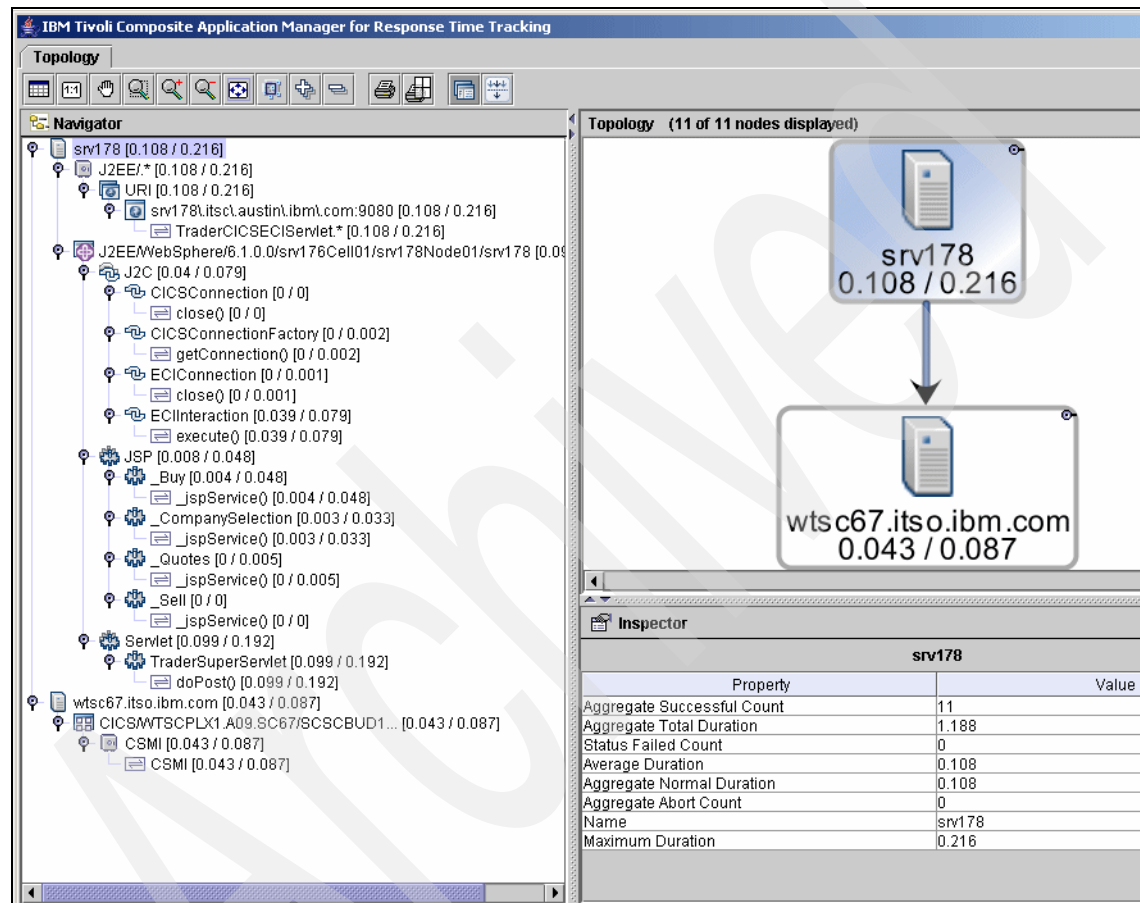 IBM Tivoli Composite Application Manager for Response Time Tracking
Topology
1:1
Navigator
srv178 [0.108 / 0.216]
J2EE/.* [0.108 / 0.216]
URI [0.108 / 0.216]
srv178\.itsc\.austin\.ibm\.com:9080 [0.108 / 0.216]
TraderCICSECIServlet.* [0.108 / 0.216]
J2EE/WebSphere/6.1.0.0/srv176Cell01/srv178Node01/srv178 [0.09
J2C [0.04 / 0.079]
CICSConnection [0 / 0]
close() [0 / 0]
CICSConnectionFactory [0 / 0.002]
getConnection() [0 / 0.002]
ECIConnection [0 / 0.001]
close() [0 / 0.001]
ECIInteraction [0.039 / 0.079]
execute() [0.039 / 0.079]
JSP [0.008 / 0.048]
_Buy [0.004 / 0.048]
_jspService() [0.004 / 0.048]
_CompanySelection [0.003 / 0.033]
_jspService() [0.003 / 0.033]
_Quotes [0 / 0.005]
_jspService() [0 / 0.005]
_Sell [0 / 0]
_jspService() [0 / 0]
Servlet [0.099 / 0.192]
TraderSuperServlet [0.099 / 0.192]
doPost() [0.099 / 0.192]
wtsc67.itso.ibm.com [0.043 / 0.087]
CICS/WTSCPLX1.A09.SC67/SCSCBUD1... [0.043 / 0.087]
CSMI [0.043 / 0.087]
CSMI [0.043 / 0.087]
Topology (11 of 11 nodes displayed)
srv178
0.108 / 0.216
wtsc67.itso.ibm.com
0.043 / 0.087
Inspector
srv178
Property Value
Aggregate Successful Count 11
Aggregate Total Duration 1.188
Status Failed Count 0
Average Duration 0.108
Aggregate Normal Duration 0.108
Aggregate Abort Count 0
Name srv178
Maximum Duration 0.216
Archived